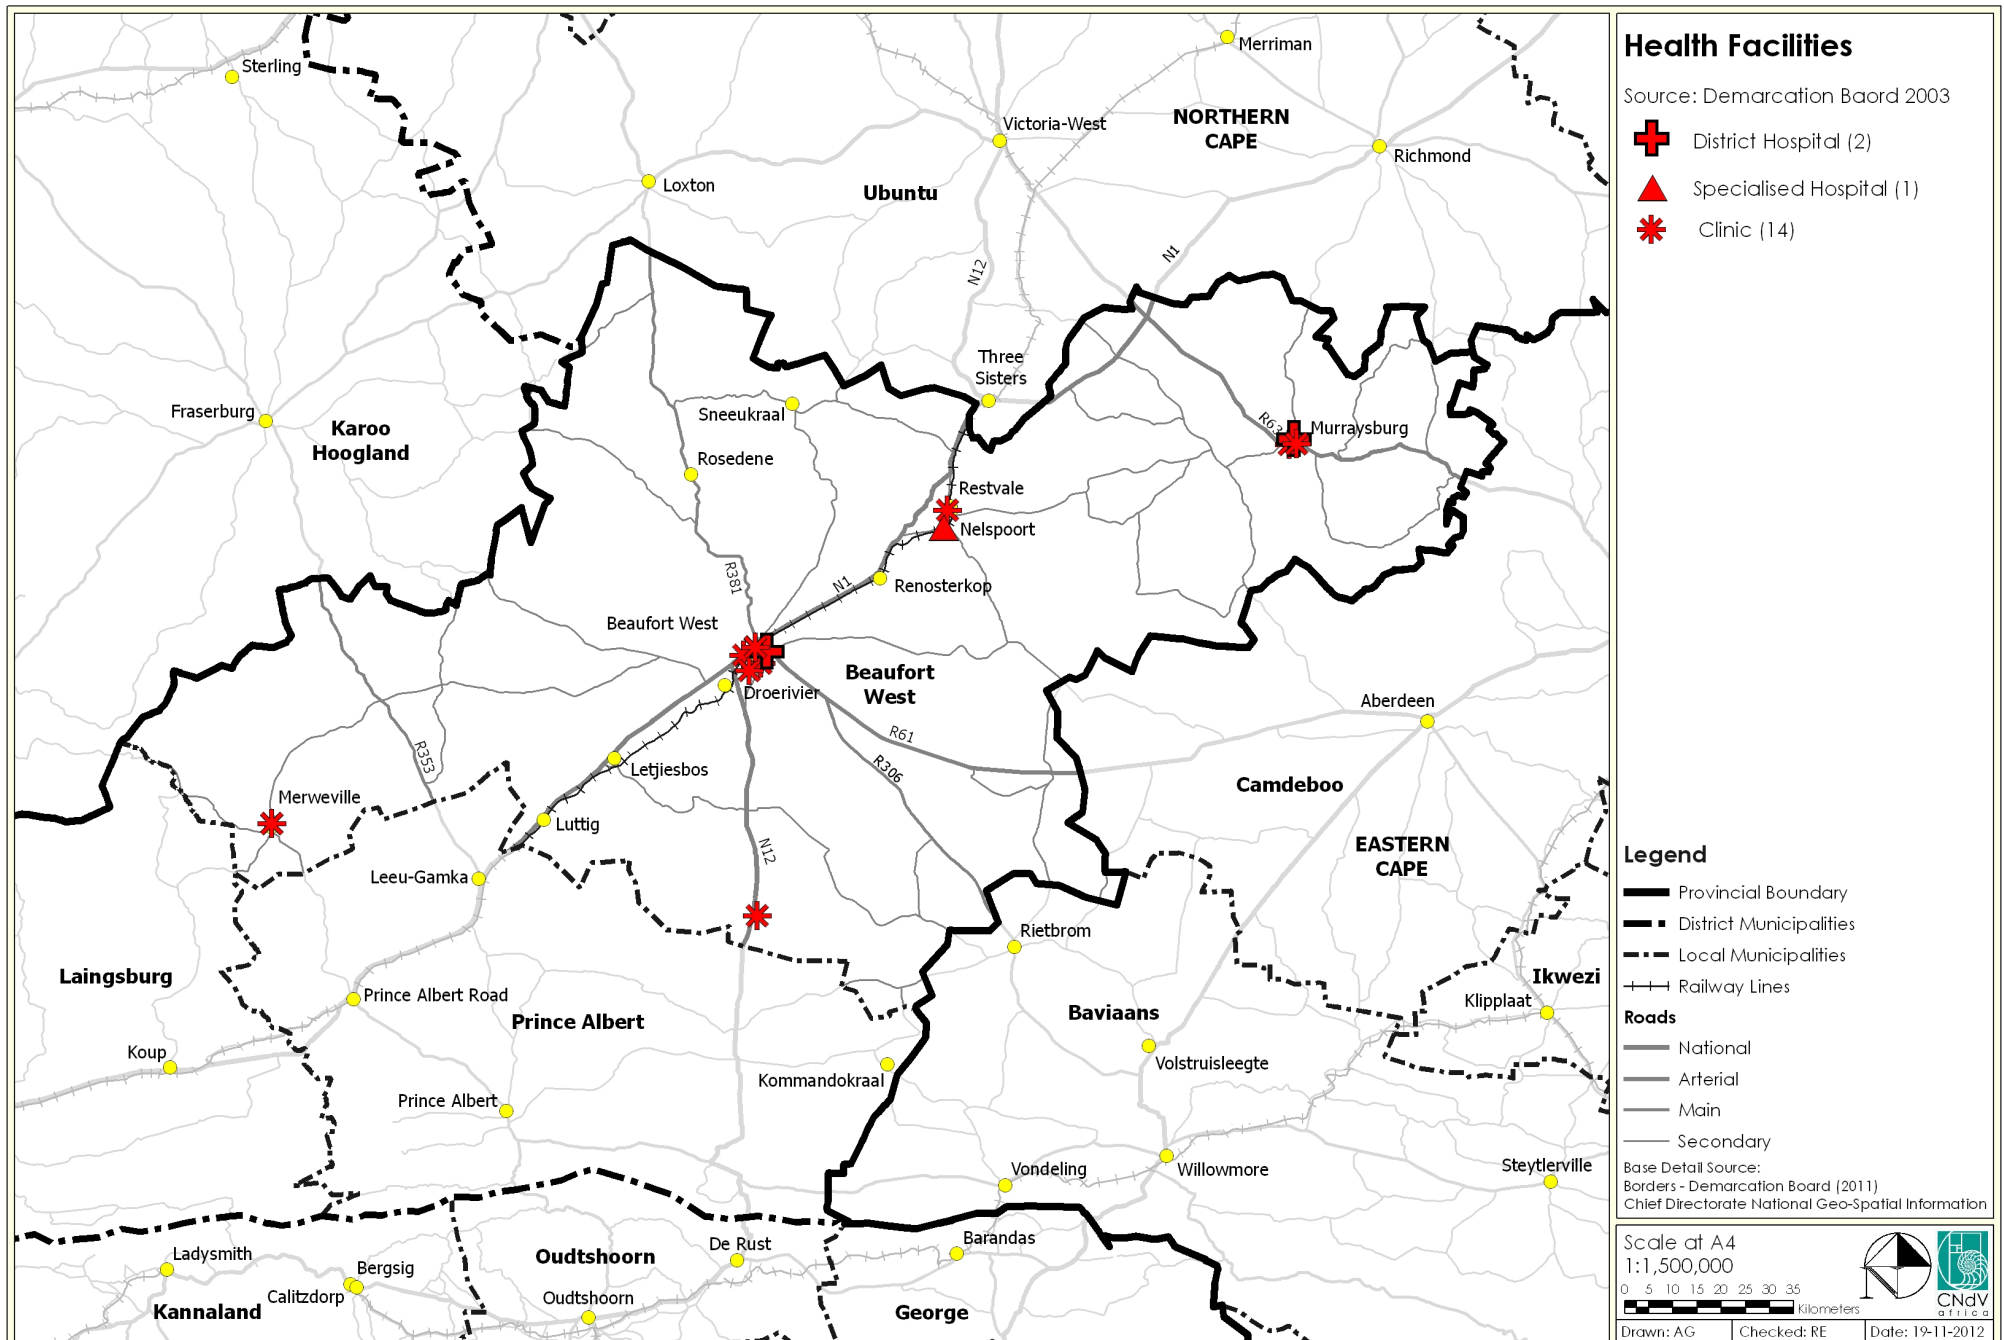 Sterling
Merriman
NORTHERN
CAPE
Victoria-West
Richmond
Loxton
Ubuntu
N12
N1
Three
Sisters
Fraserburg
Karoo
Hoogland
Sneeukraal
Rosedene
R63
Murraysburg
Restvale
Nelspoort
R381
N1
Renosterkop
Beaufort West
Beaufort
West
Droerivier
Aberdeen
R61
R306
R353
Letjiesbos
Camdeboo
Merweville
Luttig
N12
EASTERN
CAPE
Leeu-Gamka
Rietbrom
Laingsburg
Prince Albert Road
Prince Albert
Baviaans
Ikwezi
Klipplaat
Koup
Kommandokraal
Volstruisleegte
Prince Albert
Vondeling
Willowmore
Steytlerville
Ladysmith
Oudtshoorn
De Rust
Barandas
Bergsig
Calitzdorp
Kannaland
Oudtshoorn
George
Health Facilities
Source: Demarcation Baord 2003
District Hospital (2)
Specialised Hospital (1)
Clinic (14)
Legend
Provincial Boundary
District Municipalities
Local Municipalities
Railway Lines
Roads
National
Arterial
Main
Secondary
Base Detail Source:
Borders - Demarcation Board (2011)
Chief Directorate National Geo-Spatial Information
Scale at A4
1:1,500,000
0 5 10 15 20 25 30 35
Kilometers
N
CNdV
africa
Drawn: AG
Checked: RE
Date: 19-11-2012